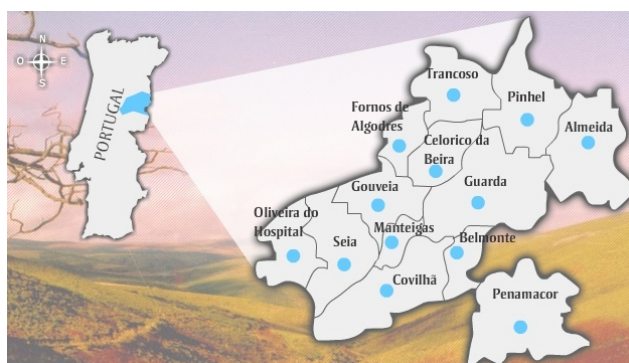 N
O E
S
PORTUGAL
Trancoso
Pinhel
Fornos de
Algodres
Almeida
Celorico da
Beira
Guarda
Gouveia
Oliveira do
Hospital
Manteigas
Seia
Belmonte
Covilhã
Penamacor